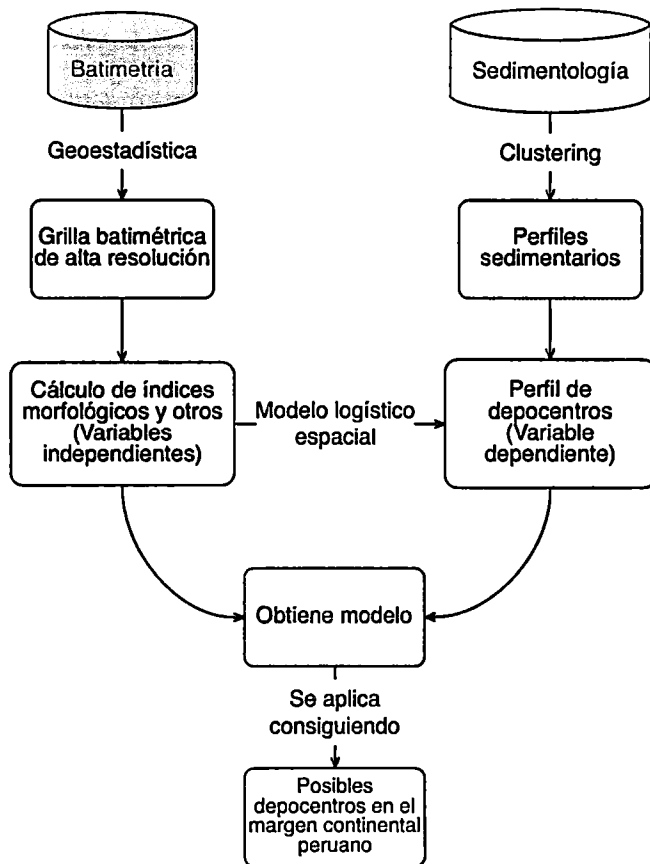 Batimetría
Sedimentología
Geoestadística
Clustering
Grilla batimétrica
de alta resolución
Perfiles
sedimentarios
Cálculo de índices
morfológicos y otros
(Variables
independientes)
Modelo logístico
espacial
Perfil de
depocentros
(Variable
dependiente)
Obtiene modelo
Se aplica
consiguiendo
Posibles
depocentros en el
margen continental
peruano